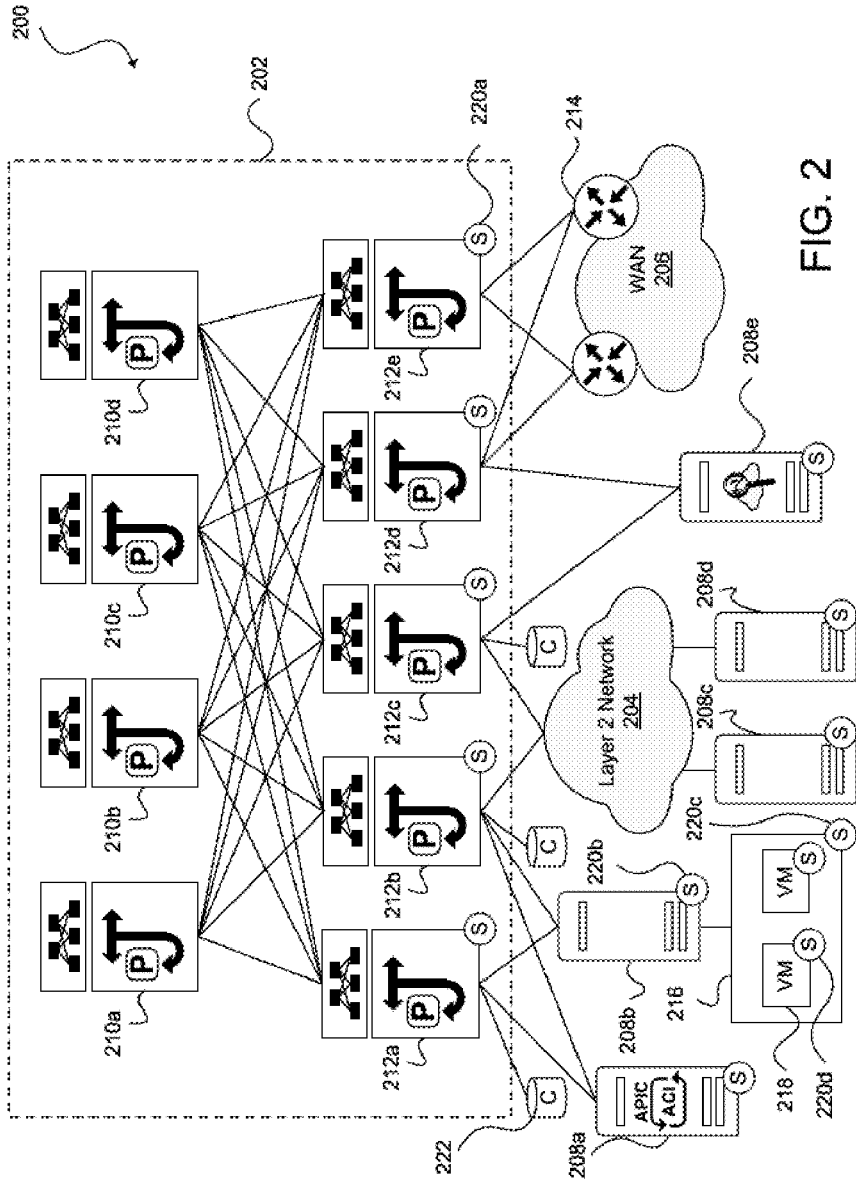 200
202
210a
P
210b
P
210c
P
210d
P
212a
P
S
212b
P
S
212c
P
S
212d
P
S
212e
P
S
220a
222
C
C
C
Layer 2 Network
204
WAN
206
214
208a
APIC
ACI
S
208b
S
220b
216
VM
S
VM
S
S
218
220d
220c
208c
S
208d
S
208e
S
FIG. 2